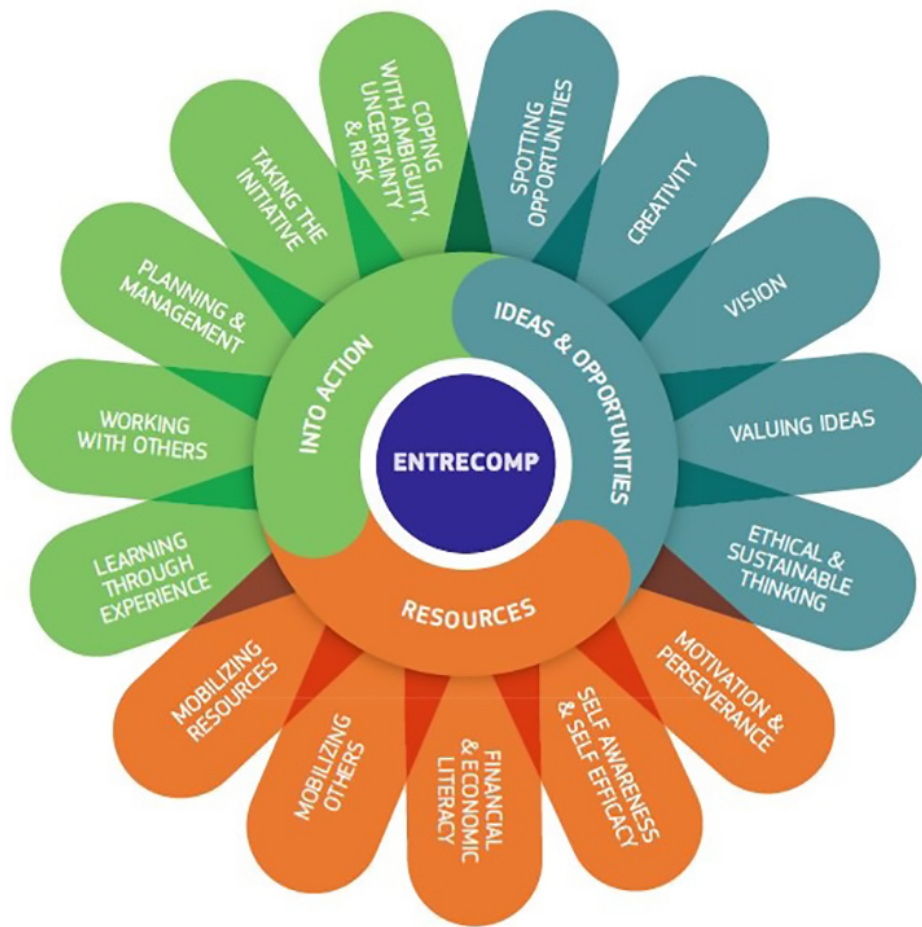 ENTRECOMP
IDEAS & OPPORTUNITIES
SPOTTING
OPPORTUNITIES
CREATIVITY
VISION
VALUING IDEAS
ETHICAL &
SUSTAINABLE
THINKING
RESOURCES
MOTIVATION &
PERSEVERANCE
SELF AWARENESS
& SELF EFFICACY
FINANCIAL
& ECONOMIC
LITERACY
MOBILIZING
OTHERS
MOBILIZING
RESOURCES
INTO ACTION
LEARNING
THROUGH
EXPERIENCE
WORKING
WITH OTHERS
PLANNING &
MANAGEMENT
TAKING THE
INITIATIVE
COPING
WITH AMBIGUITY,
UNCERTAINTY
& RISK